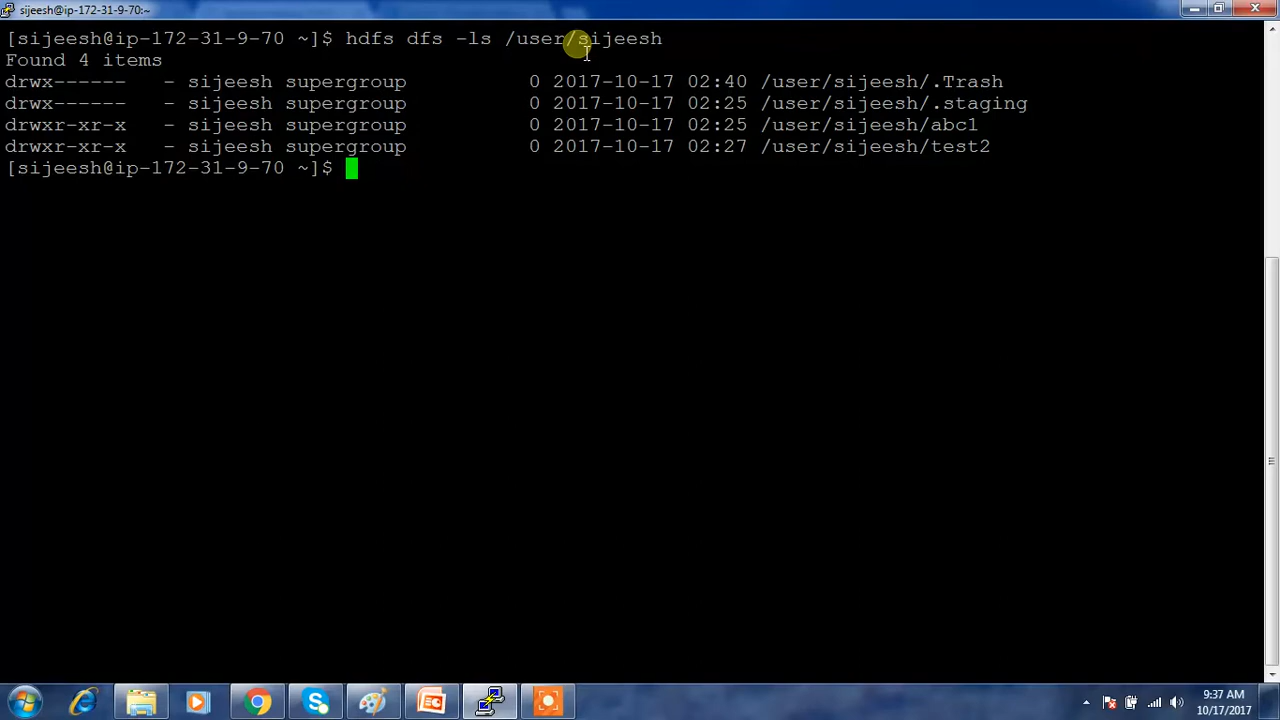 sijeesh@ip-172-31-9-70:~
[sijeesh@ip-172-31-9-70 ~]$ hdfs dfs -ls /user/sijeesh
Found 4 items
drwx------   - sijeesh supergroup          0 2017-10-17 02:40 /user/sijeesh/.Trash
drwx------   - sijeesh supergroup          0 2017-10-17 02:25 /user/sijeesh/.staging
drwxr-xr-x   - sijeesh supergroup          0 2017-10-17 02:25 /user/sijeesh/abc1
drwxr-xr-x   - sijeesh supergroup          0 2017-10-17 02:27 /user/sijeesh/test2
[sijeesh@ip-172-31-9-70 ~]$
9:37 AM
10/17/2017